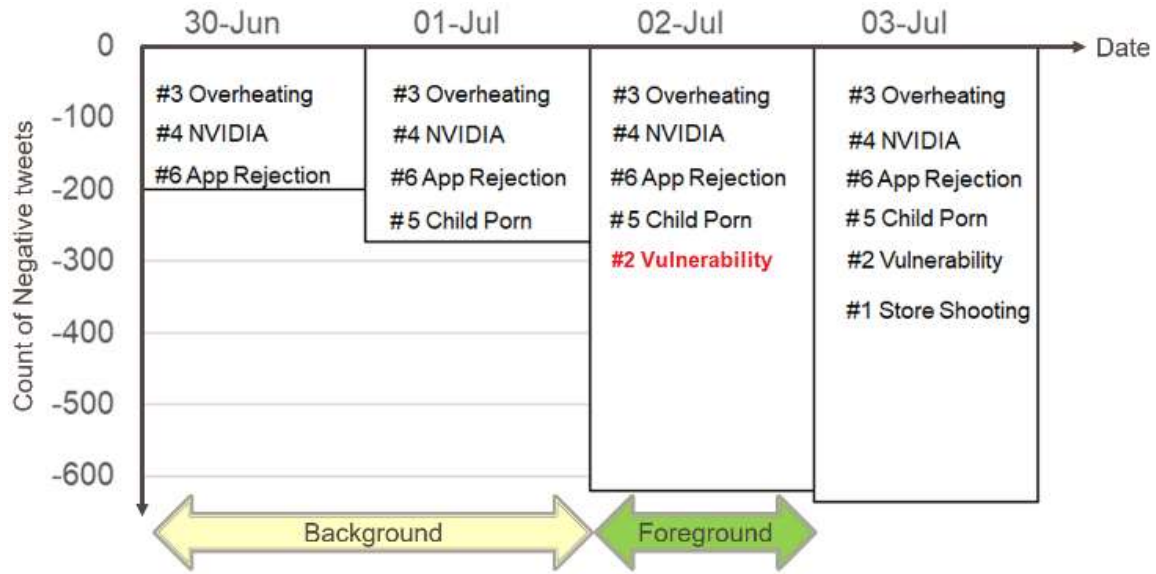 30-Jun 01-Jul 02-Jul 03-Jul
0
Date
-100
-200
-300
-400
-500
-600
Count of Negative tweets
#3 Overheating
#4 NVIDIA
#6 App Rejection
#3 Overheating
#4 NVIDIA
#6 App Rejection
#5 Child Porn
#3 Overheating
#4 NVIDIA
#6 App Rejection
#5 Child Porn
#2 Vulnerability
#3 Overheating
#4 NVIDIA
#6 App Rejection
#5 Child Porn
#2 Vulnerability
#1 Store Shooting
Background
Foreground